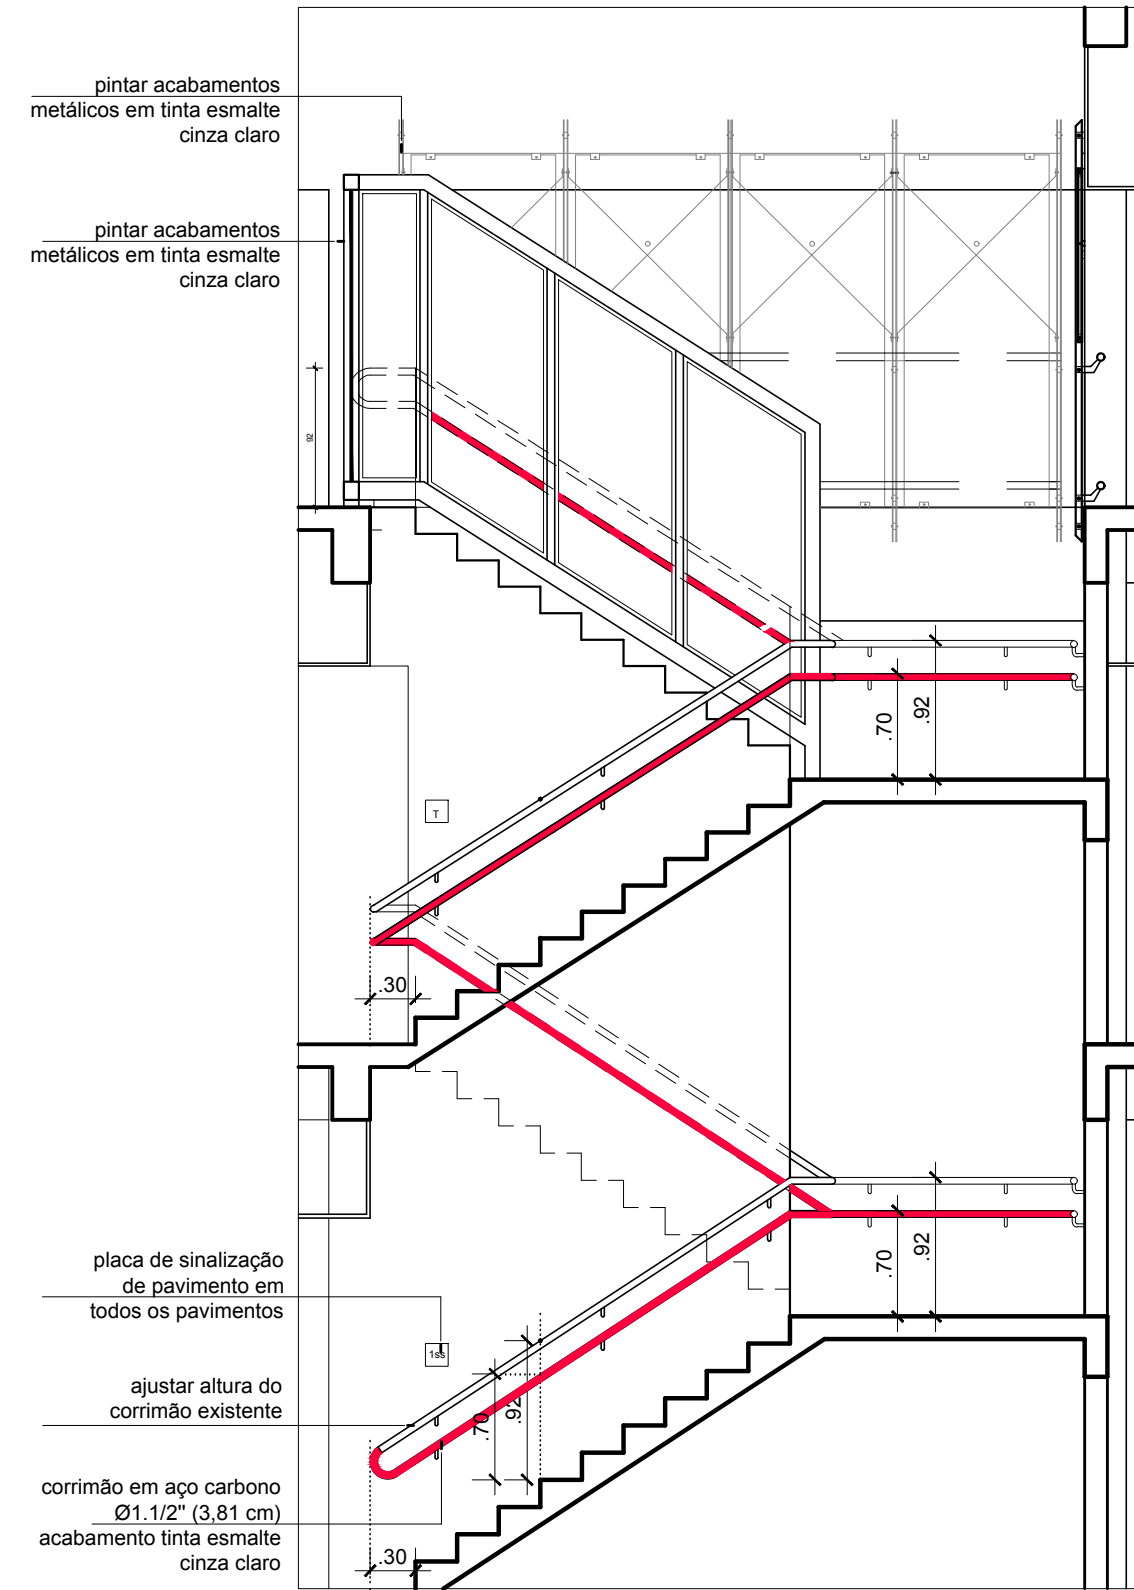 pintar acabamentos
metálicos em tinta esmalte
cinza claro
pintar acabamentos
metálicos em tinta esmalte
cinza claro
92
.70
.92
T
.30
placa de sinalização
de pavimento em
todos os pavimentos
1ss
.70
.92
ajustar altura do
corrimão existente
.70
.92
corrimão em aço carbono
Ø1.1/2" (3,81 cm)
acabamento tinta esmalte
cinza claro
.30